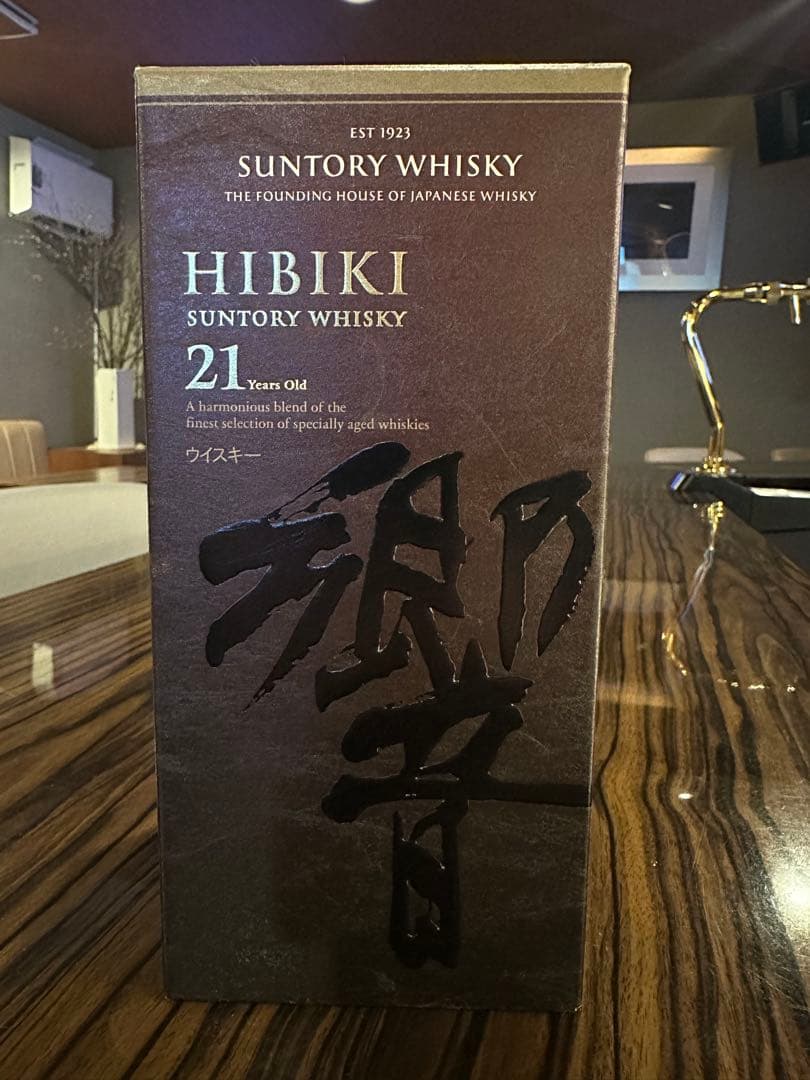 EST 1923
SUNTORY WHISKY
THE FOUNDING HOUSE OF JAPANESE WHISKY
HIBIKI
SUNTORY WHISKY
21 Years Old
A harmonious blend of the
finest selection of specially aged whiskies
ウイスキー
響